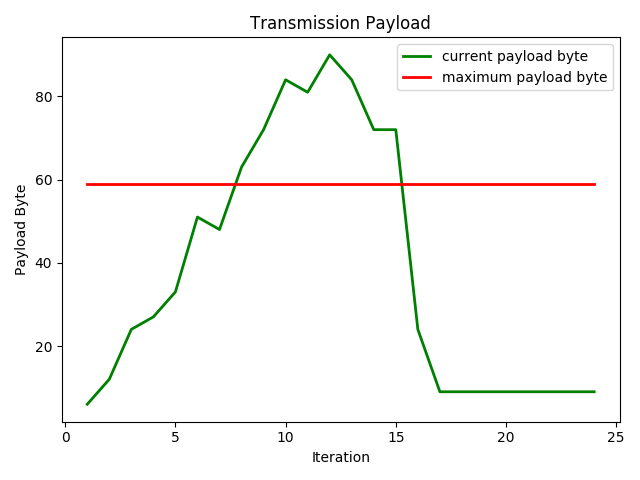 Transmission Payload
current payload byte
maximum payload byte
80
60
40
20
Payload Byte
0
5
10
15
20
25
Iteration